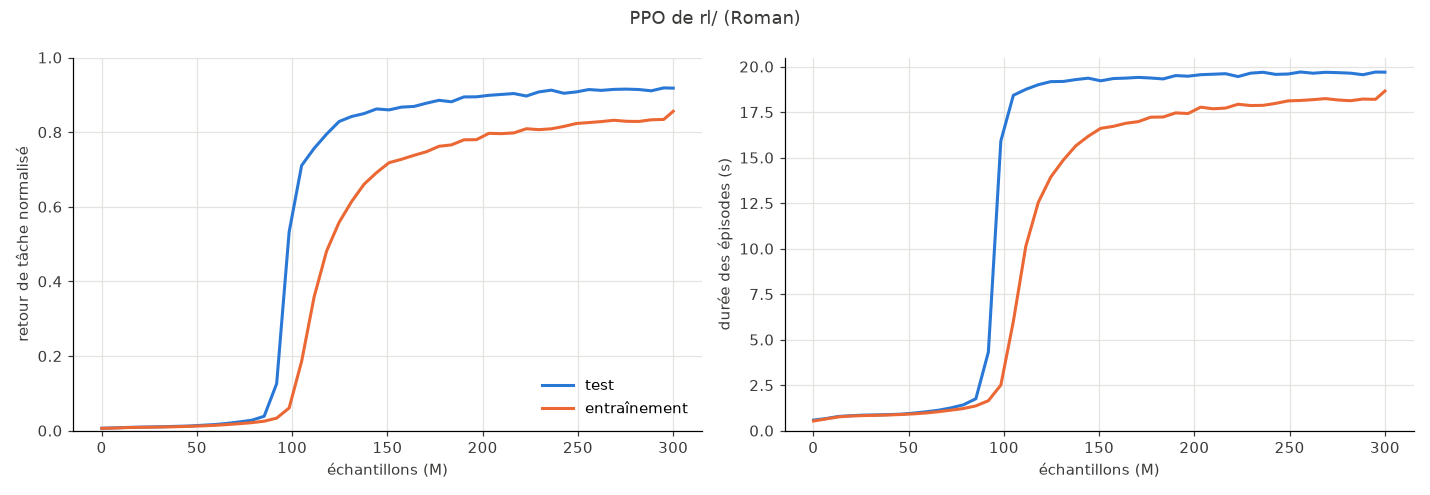 PPO de rl/ (Roman)
retour de tâche normalisé
1.0
0.8
0.6
0.4
0.2
0.0
test
entraînement
0 50 100 150 200 250 300
échantillons (M)
durée des épisodes (s)
20.0
17.5
15.0
12.5
10.0
7.5
5.0
2.5
0.0
0 50 100 150 200 250 300
échantillons (M)